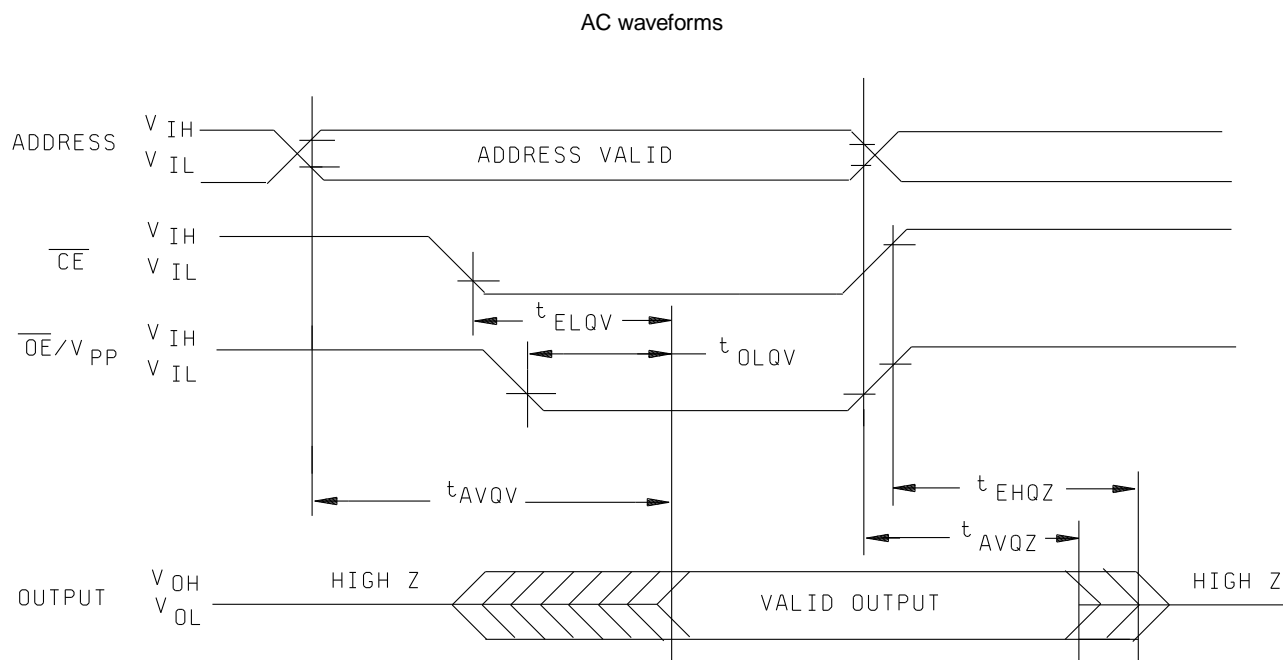 AC waveforms
ADDRESS
V IH
V IL
ADDRESS VALID
CE
V IH
V IL
t ELQV
OE/V PP
V IH
V IL
t OLQV
t AVQV
t EHQZ
t AVQZ
OUTPUT
V OH
V OL
HIGH Z
VALID OUTPUT
HIGH Z